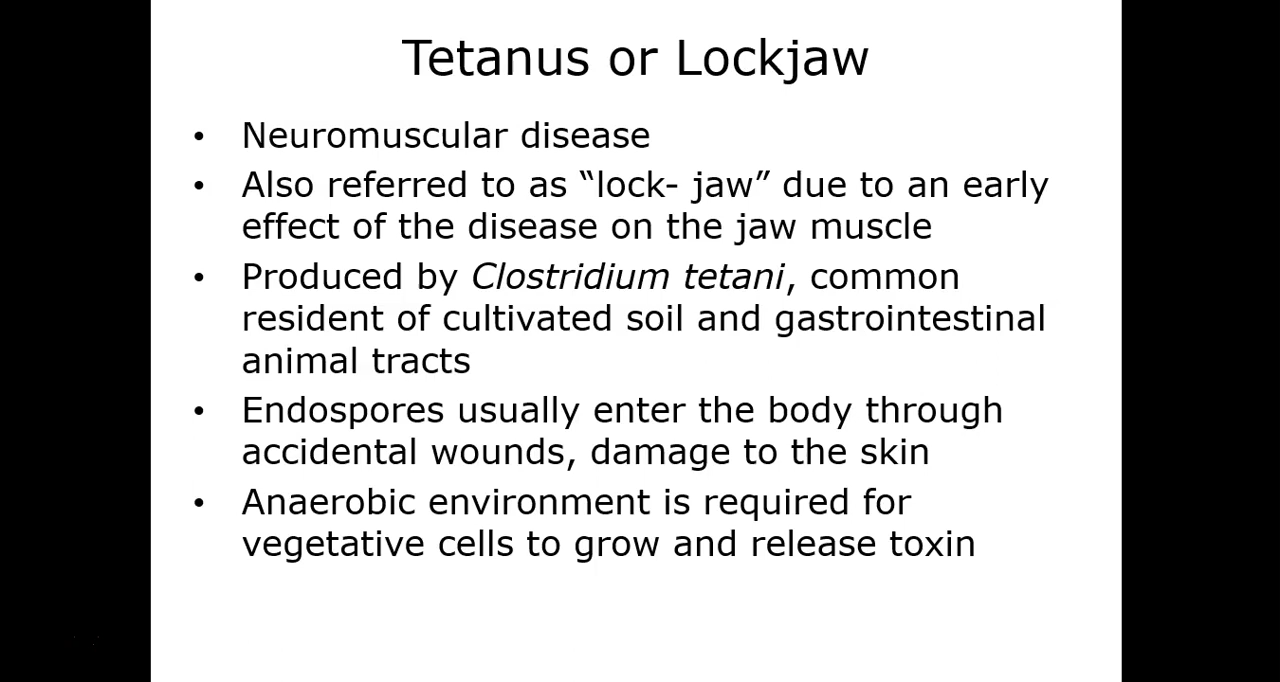 Tetanus or Lockjaw
• Neuromuscular disease
• Also referred to as “lock- jaw” due to an early
effect of the disease on the jaw muscle
• Produced by Clostridium tetani, common
resident of cultivated soil and gastrointestinal
animal tracts
• Endospores usually enter the body through
accidental wounds, damage to the skin
• Anaerobic environment is required for
vegetative cells to grow and release toxin